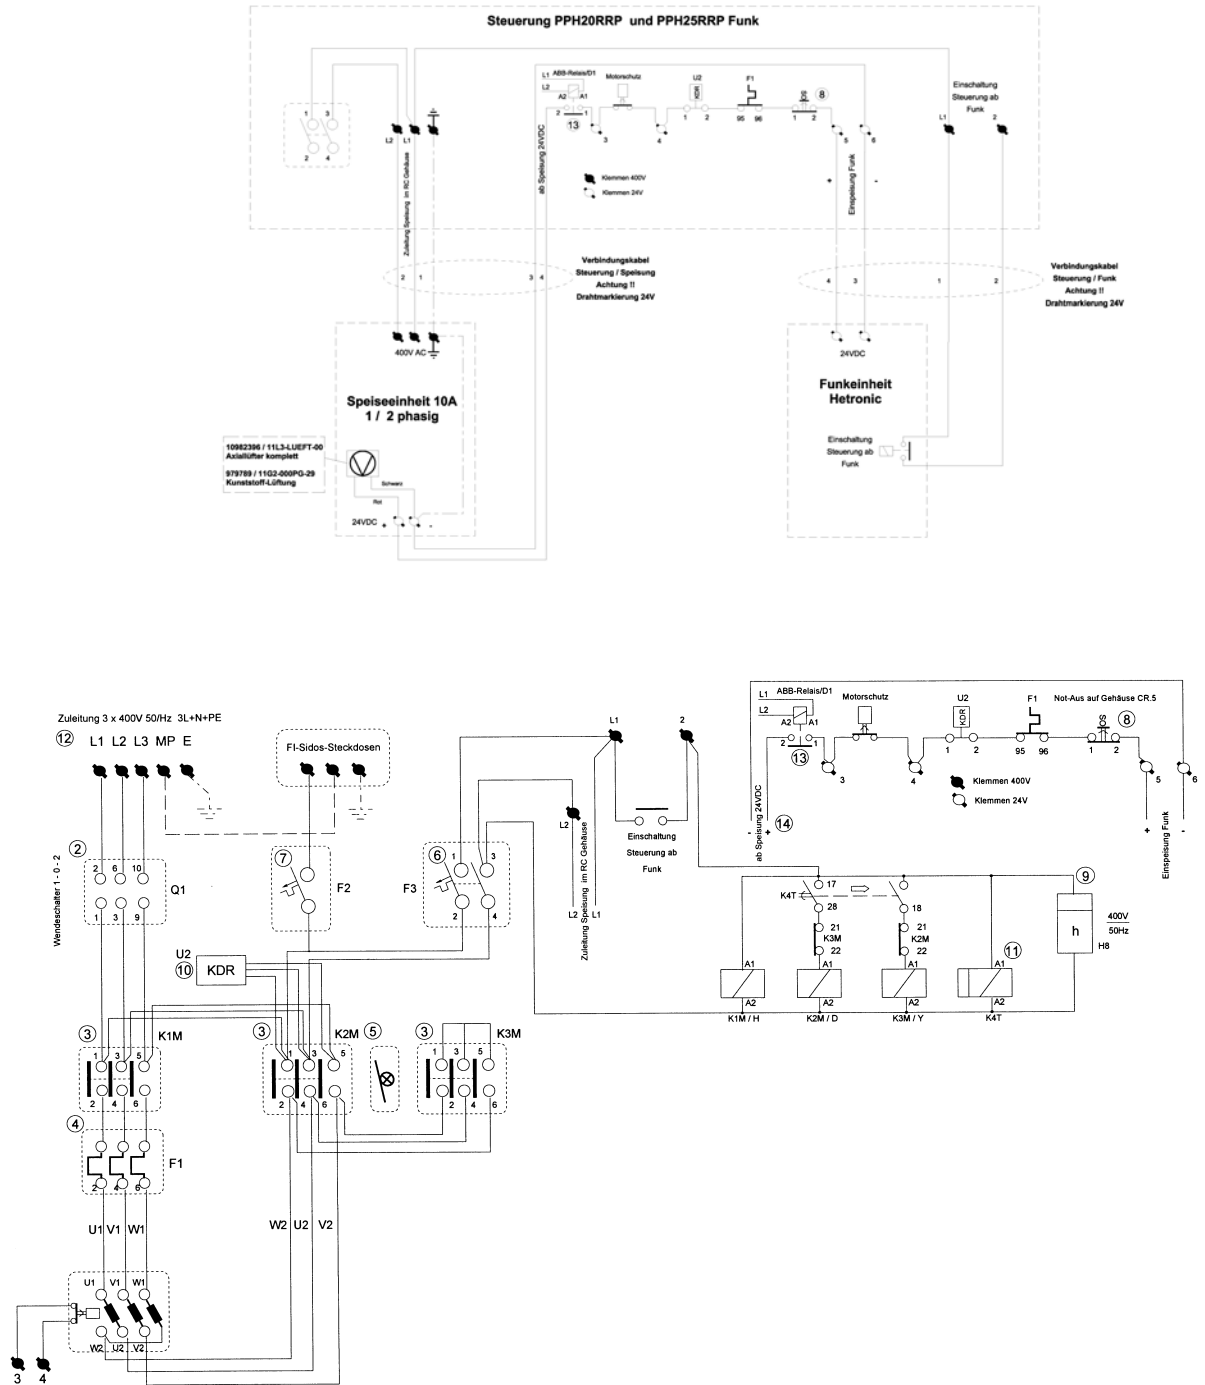 Steuerung PPH20RRP und PPH25RRP Funk
L1 ABB-Relais/D1
L2
A2 A1
Motorschutz
U2
KDR
F1
SOS
8
Einschaltung
Steuerung ab
Funk
1 3
2 4
L2 L1
2 1
13
3
4
1 2
95 96
1 2
5
6
L1
2
Zuleitung Speisung im RC Gehäuse
ab Speisung 24VDC
Klemmen 400V
Klemmen 24V
+
Einspeisung Funk
-
2 1
3 4
Verbindungskabel
Steuerung / Speisung
Achtung !!
Drahtmarkierung 24V
4 3
1
2
Verbindungskabel
Steuerung / Funk
Achtung !!
Drahtmarkierung 24V
400V AC
Speiseeinheit 10A
1 / 2 phasig
10982396 / 11L3-LUEFT-00
Axiallüfter komplett
979789 / 11G2-000PG-29
Kunststoff-Lüftung
Schwarz
Rot
24VDC + -
24VDC
Funkeinheit
Hetronic
Einschaltung
Steuerung ab
Funk
Zuleitung 3 x 400V 50/Hz 3L+N+PE
12 L1 L2 L3 MP E
FI-Sidos-Steckdosen
L1
2
L1 ABB-Relais/D1
L2
A2 A1
Motorschutz
U2
KDR
F1
Not-Aus auf Gehäuse CR.5
SOS
8
2 1
13
3
4
1 2
95 96
1 2
5
6
Klemmen 400V
Klemmen 24V
- +
14
ab Speisung 24VDC
+ -
Einspeisung Funk
L2
Einschaltung
Steuerung ab
Funk
Zuleitung Speisung im RC Gehäuse
L2 L1
2
Wendeschalter 1 - 0 - 2
2 6 10
Q1
1 3 9
7
F2
6
1 3
F3
2 4
K4T
17
28
18
21
K3M
22
21
K2M
22
9
h
400V
50Hz
H8
11
A1 A1 A1 A1
A2 A2 A2 A2
K1M / H K2M / D K3M / Y K4T
U2
10 KDR
3
K1M
1 3 5
2 4 6
3
K2M
1 3 5
2 4 6
5
3
K3M
1 3 5
2 4 6
4
F1
2 4 6
U1 V1 W1
W2 U2 V2
U1 V1 W1
W2 U2 V2
3 4